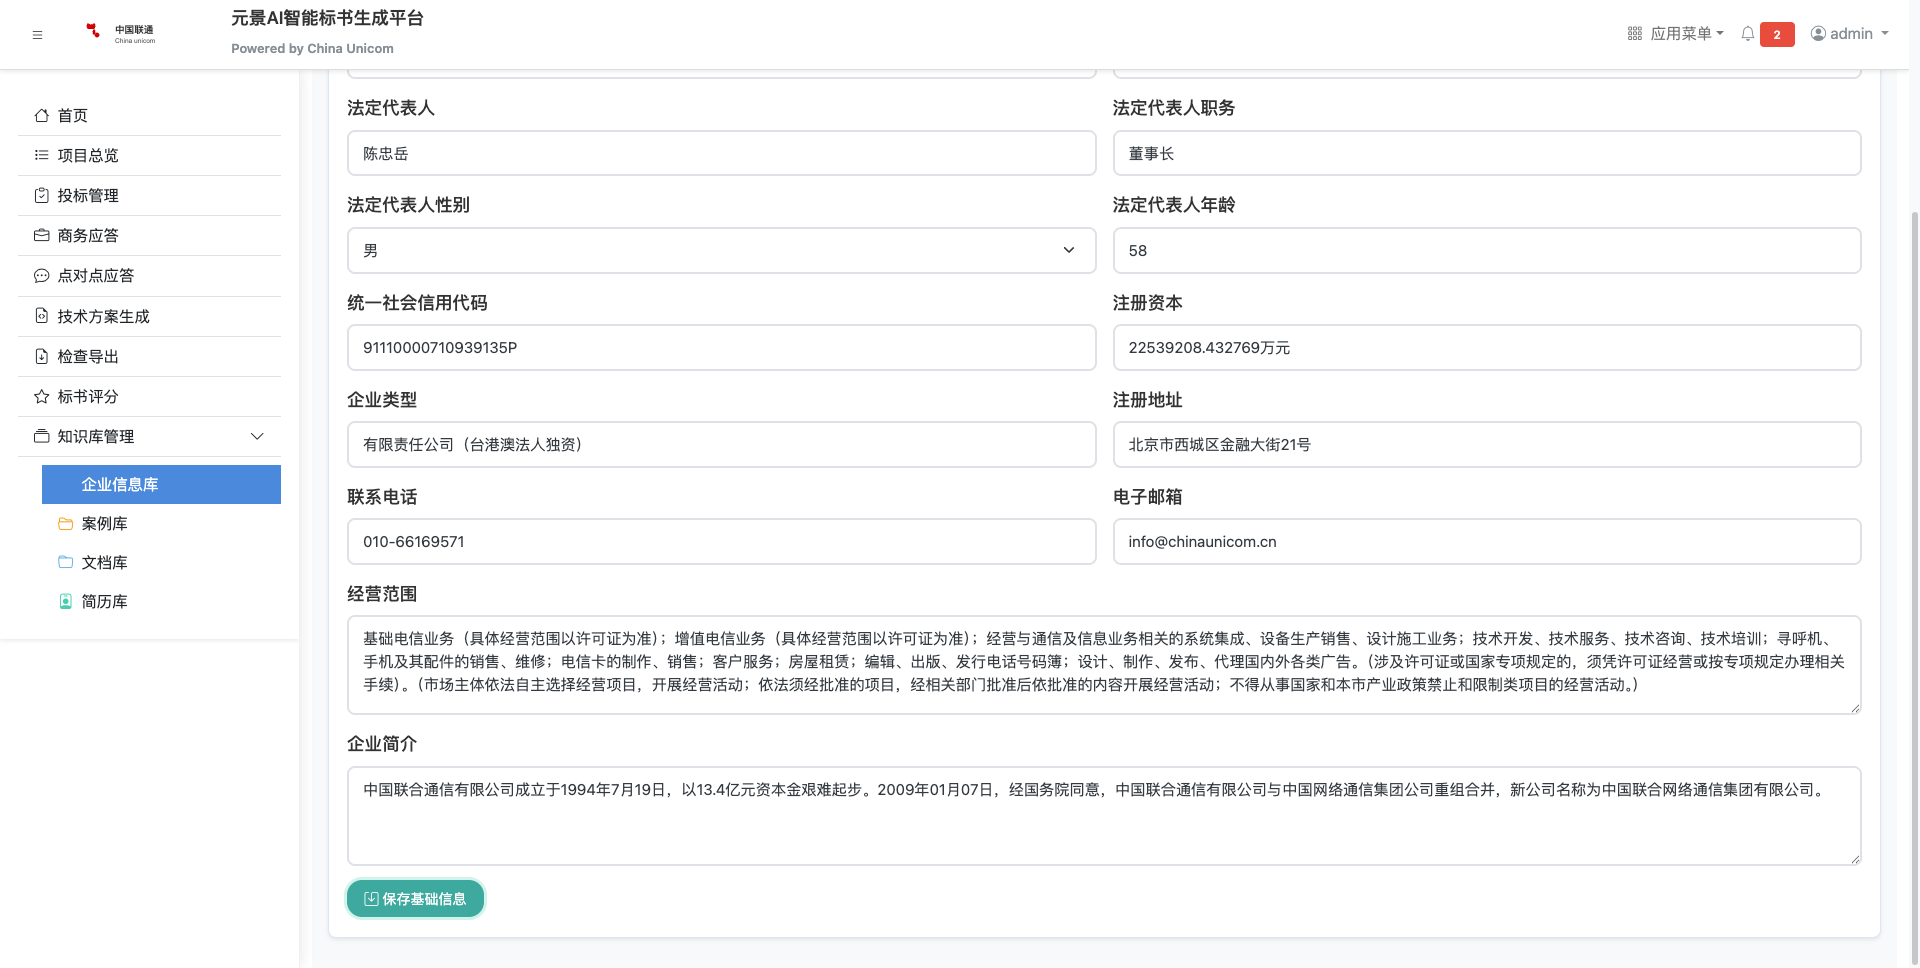 中国联通
China unicom
元景AI智能标书生成平台
Powered by China Unicom
应用菜单
2
admin
首页
项目总览
投标管理
商务应答
点对点应答
技术方案生成
检查导出
标书评分
知识库管理
企业信息库
案例库
文档库
简历库
法定代表人
法定代表人职务
陈忠岳
董事长
法定代表人性别
法定代表人年龄
男
58
统一社会信用代码
注册资本
91110000710939135P
22539208.432769万元
企业类型
注册地址
有限责任公司（台港澳法人独资）
北京市西城区金融大街21号
联系电话
电子邮箱
010-66169571
info@chinaunicom.cn
经营范围
基础电信业务（具体经营范围以许可证为准）；增值电信业务（具体经营范围以许可证为准）；经营与通信及信息业务相关的系统集成、设备生产销售、设计施工业务；技术开发、技术服务、技术咨询、技术培训；寻呼机、
手机及其配件的销售、维修；电信卡的制作、销售；客户服务；房屋租赁；编辑、出版、发行电话号码簿；设计、制作、发布、代理国内外各类广告。（涉及许可证或国家专项规定的，须凭许可证经营或按专项规定办理相关
手续）。（市场主体依法自主选择经营项目，开展经营活动；依法须经批准的项目，经相关部门批准后依批准的内容开展经营活动；不得从事国家和本市产业政策禁止和限制类项目的经营活动。）
企业简介
中国联合通信有限公司成立于1994年7月19日，以13.4亿元资本金艰难起步。2009年01月07日，经国务院同意，中国联合通信有限公司与中国网络通信集团公司重组合并，新公司名称为中国联合网络通信集团有限公司。
保存基础信息